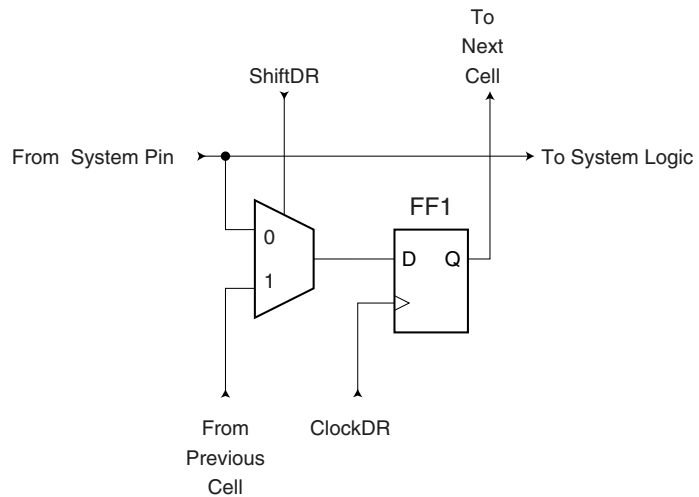 To
Next
Cell
ShiftDR
From System Pin
To System Logic
FF1
0
D Q
1
From
Previous
Cell
ClockDR